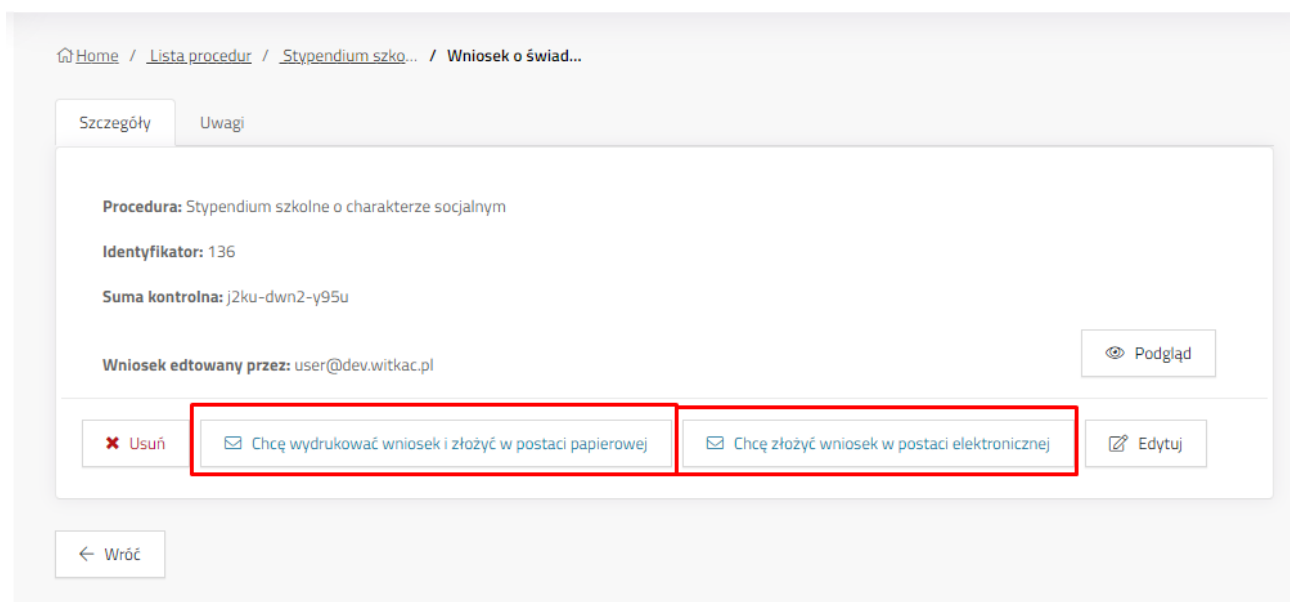 Home / Lista procedur / Stypendium szko... / Wniosek o świad...
Szczegóły Uwagi
Procedura: Stypendium szkolne o charakterze socjalnym
Identyfikator: 136
Suma kontrolna: j2ku-dwn2-y95u
Podgląd
Wniosek edtowany przez: user@dev.witkac.pl
Usuń Chcę wydrukować wniosek i złożyć w postaci papierowej Chcę złożyć wniosek w postaci elektronicznej Edytuj
Wróć